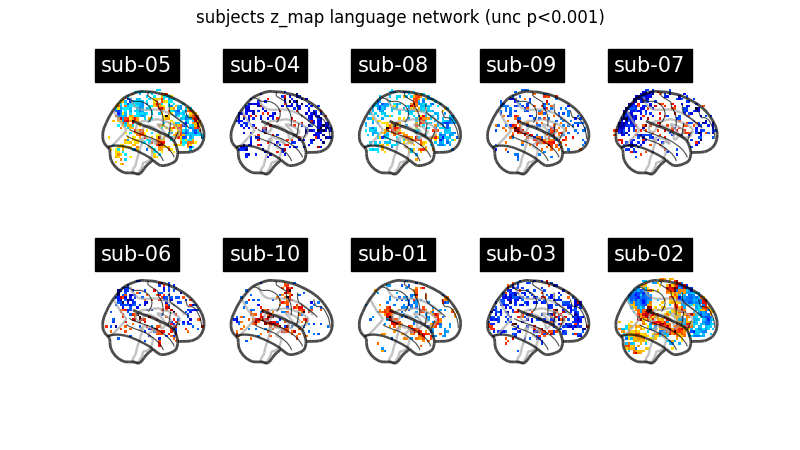 subjects z_map language network (unc p<0.001)
sub-05 sub-04 sub-08 sub-09 sub-07
sub-06 sub-10 sub-01 sub-03 sub-02